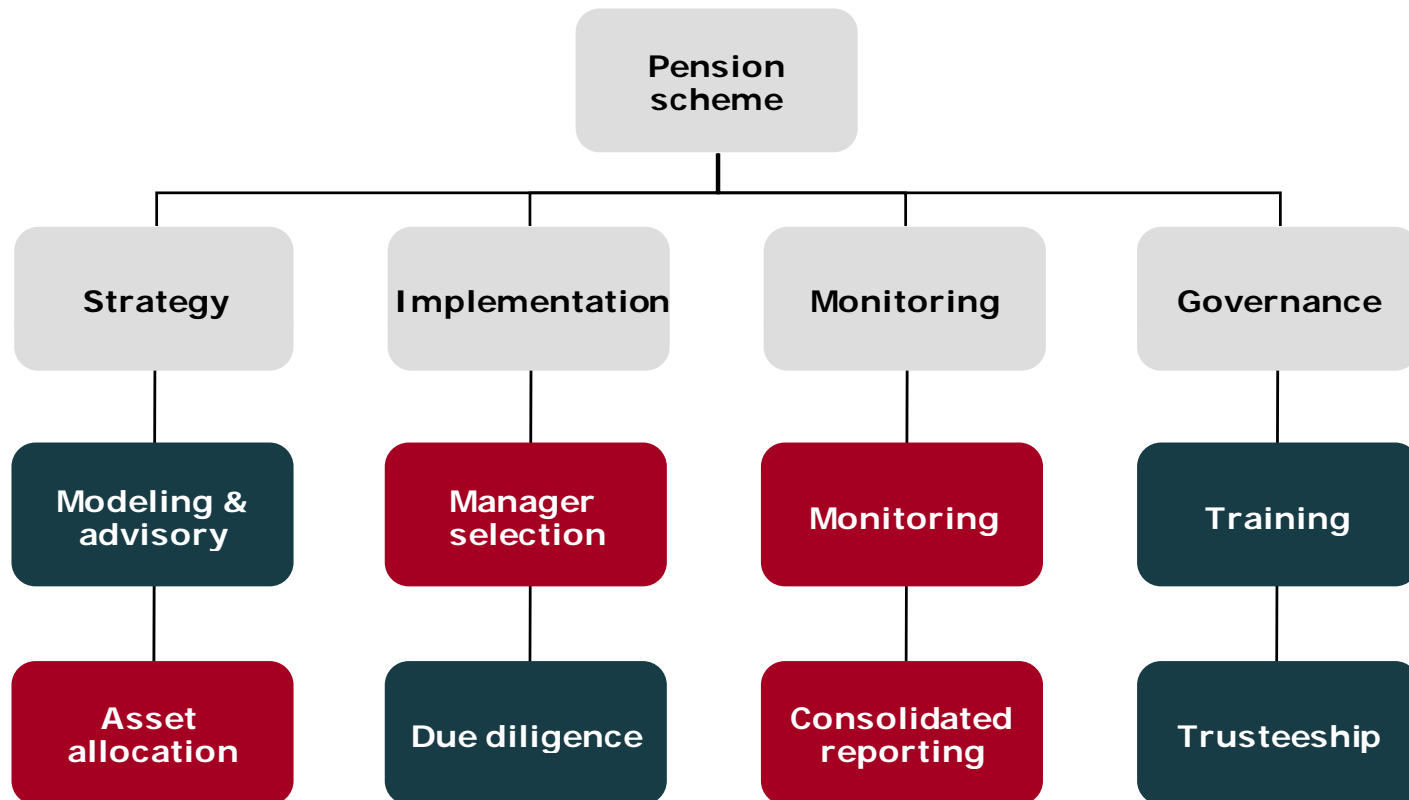 Pension
scheme
Strategy
Implementation
Monitoring
Governance
Modeling &
advisory
Manager
selection
Monitoring
Training
Asset
allocation
Due diligence
Consolidated
reporting
Trusteeship